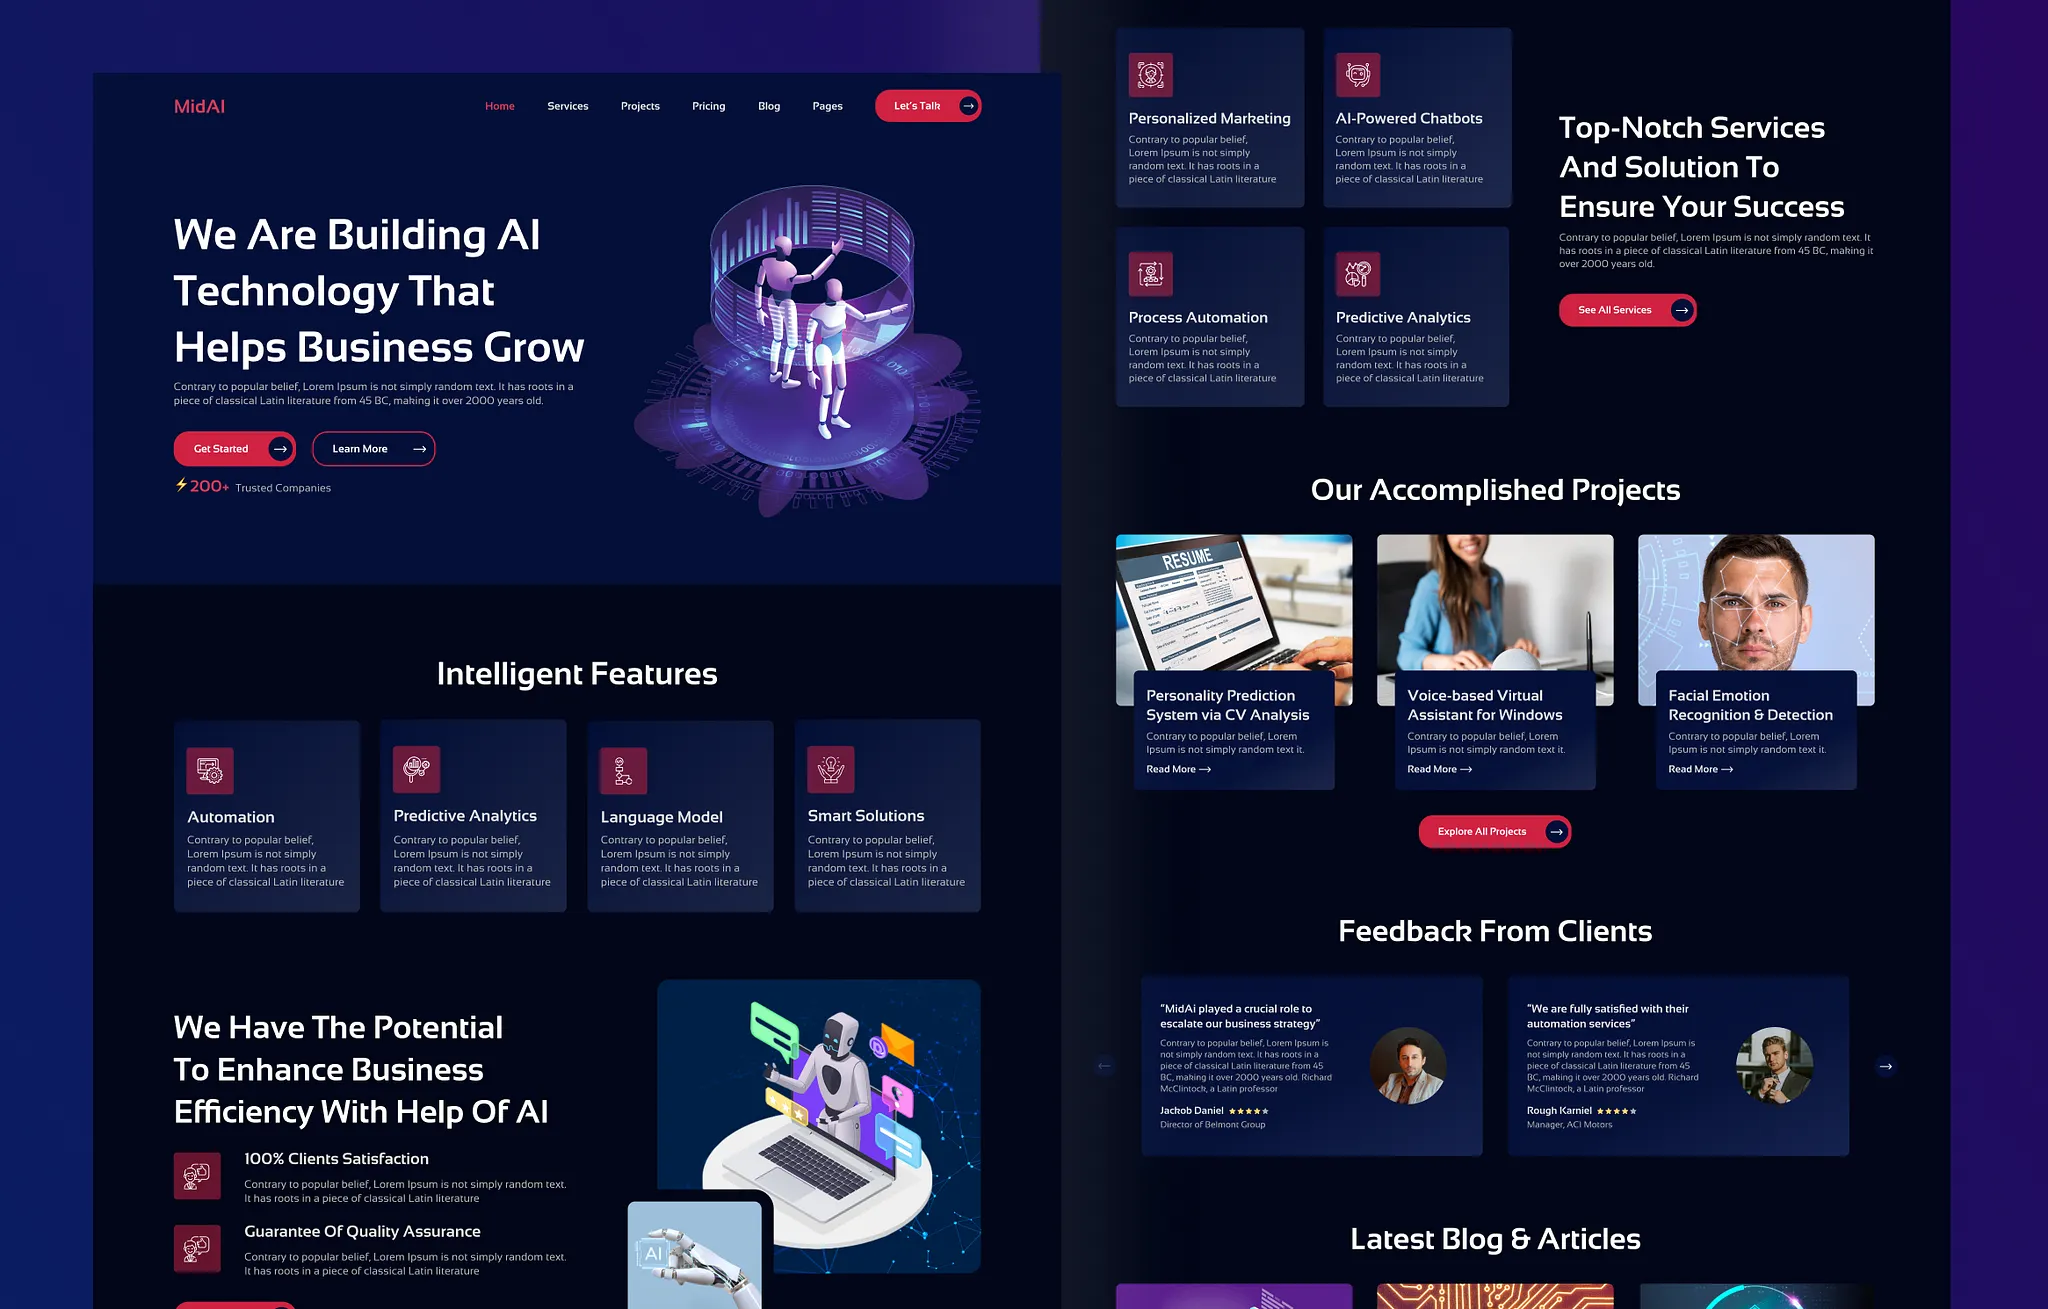 MidAI
Home
Services
Projects
Pricing
Blog
Pages
Let's Talk
We Are Building AI
Technology That
Helps Business Grow
Contrary to popular belief, Lorem Ipsum is not simply random text. It has roots in a
piece of classical Latin literature from 45 BC, making it over 2000 years old.
Get Started
Learn More
200+ Trusted Companies
Intelligent Features
Automation
Contrary to popular belief,
Lorem Ipsum is not simply
random text. It has roots in a
piece of classical Latin literature
Predictive Analytics
Contrary to popular belief,
Lorem Ipsum is not simply
random text. It has roots in a
piece of classical Latin literature
Language Model
Contrary to popular belief,
Lorem Ipsum is not simply
random text. It has roots in a
piece of classical Latin literature
Smart Solutions
Contrary to popular belief,
Lorem Ipsum is not simply
random text. It has roots in a
piece of classical Latin literature
We Have The Potential
To Enhance Business
Efficiency With Help Of AI
100% Clients Satisfaction
Contrary to popular belief, Lorem Ipsum is not simply random text.
It has roots in a piece of classical Latin literature
Guarantee Of Quality Assurance
Contrary to popular belief, Lorem Ipsum is not simply random text.
It has roots in a piece of classical Latin literature
AI
Personalized Marketing
Contrary to popular belief,
Lorem Ipsum is not simply
random text. It has roots in a
piece of classical Latin literature
AI-Powered Chatbots
Contrary to popular belief,
Lorem Ipsum is not simply
random text. It has roots in a
piece of classical Latin literature
Process Automation
Contrary to popular belief,
Lorem Ipsum is not simply
random text. It has roots in a
piece of classical Latin literature
Predictive Analytics
Contrary to popular belief,
Lorem Ipsum is not simply
random text. It has roots in a
piece of classical Latin literature
Top-Notch Services
And Solution To
Ensure Your Success
Contrary to popular belief, Lorem Ipsum is not simply random text. It
has roots in a piece of classical Latin literature from 45 BC, making it
over 2000 years old.
See All Services
Our Accomplished Projects
RESUME
Personality Prediction
System via CV Analysis
Contrary to popular belief, Lorem
Ipsum is not simply random text it.
Read More
Voice-based Virtual
Assistant for Windows
Contrary to popular belief, Lorem
Ipsum is not simply random text it.
Read More
Facial Emotion
Recognition & Detection
Contrary to popular belief, Lorem
Ipsum is not simply random text it.
Read More
Explore All Projects
Feedback From Clients
"MidAi played a crucial role to
escalate our business strategy"
Contrary to popular belief, Lorem Ipsum is
not simply random text. It has roots in a
piece of classical Latin literature from 45
BC, making it over 2000 years old. Richard
McClintock, a Latin professor
Jackob Daniel
Director of Belmont Group
"We are fully satisfied with their
automation services"
Contrary to popular belief, Lorem Ipsum is
not simply random text. It has roots in a
piece of classical Latin literature from 45
BC, making it over 2000 years old. Richard
McClintock, a Latin professor
Rough Karniel
Manager, ACI Motors
Latest Blog & Articles